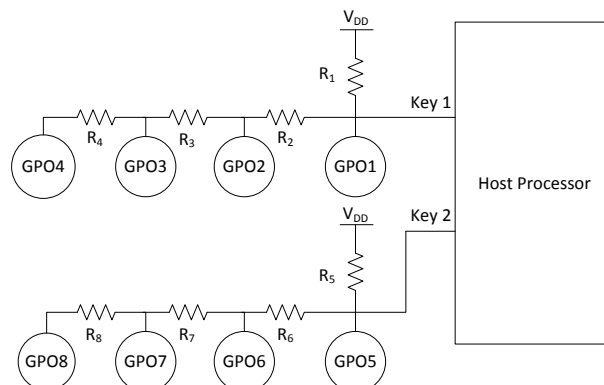 VDD
R1
Key 1
R4 R3 R2
GPO4 GPO3 GPO2 GPO1
Host Processor
VDD
Key 2
R5
R8 R7 R6
GPO8 GPO7 GPO6 GPO5